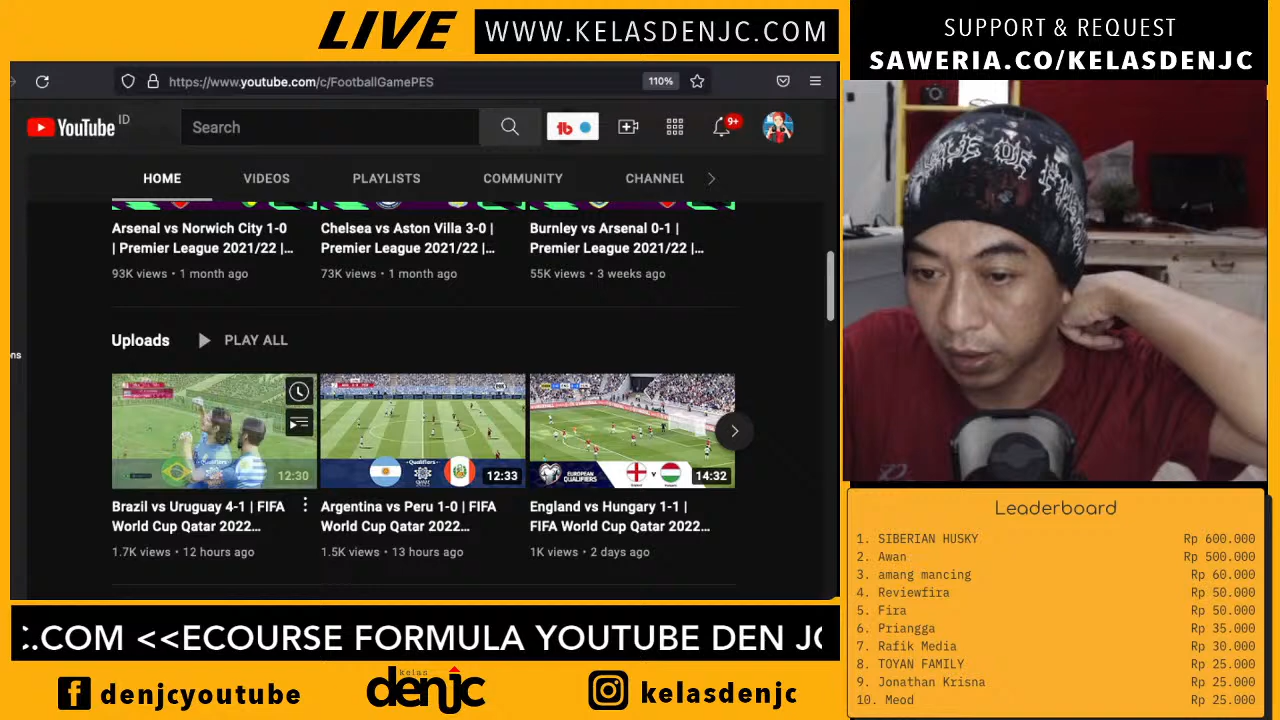 LIVE
WWW.KELASDENJC.COM
SUPPORT & REQUEST
SAWERIA.CO/KELASDENJC
https://www.youtube.com/c/FootballGamePES
110%
YouTube ID
Search
9+
HOME VIDEOS PLAYLISTS COMMUNITY CHANNEL
Arsenal vs Norwich City 1-0
| Premier League 2021/22 |...
93K views • 1 month ago
Chelsea vs Aston Villa 3-0 |
Premier League 2021/22 |...
73K views • 1 month ago
Burnley vs Arsenal 0-1 |
Premier League 2021/22 |...
55K views • 3 weeks ago
Uploads PLAY ALL
ons
12:30
Brazil vs Uruguay 4-1 | FIFA
World Cup Qatar 2022...
1.7K views • 12 hours ago
12:33
Argentina vs Peru 1-0 | FIFA
World Cup Qatar 2022...
1.5K views • 13 hours ago
EUROPEAN
QUALIFIERS
V
14:32
England vs Hungary 1-1 |
FIFA World Cup Qatar 2022...
1K views • 2 days ago
Leaderboard
1. SIBERIAN HUSKY Rp 600.000
2. Awan Rp 500.000
3. amang mancing Rp 60.000
4. Reviewfira Rp 50.000
5. Fira Rp 50.000
6. Priangga Rp 35.000
7. Rafik Media Rp 30.000
8. TOYAN FAMILY Rp 25.000
9. Jonathan Krisna Rp 25.000
10. Meod Rp 25.000
.COM <<ECOURSE FORMULA YOUTUBE DEN JC
denjcyoutube
kelas
denjc
kelasdenjc